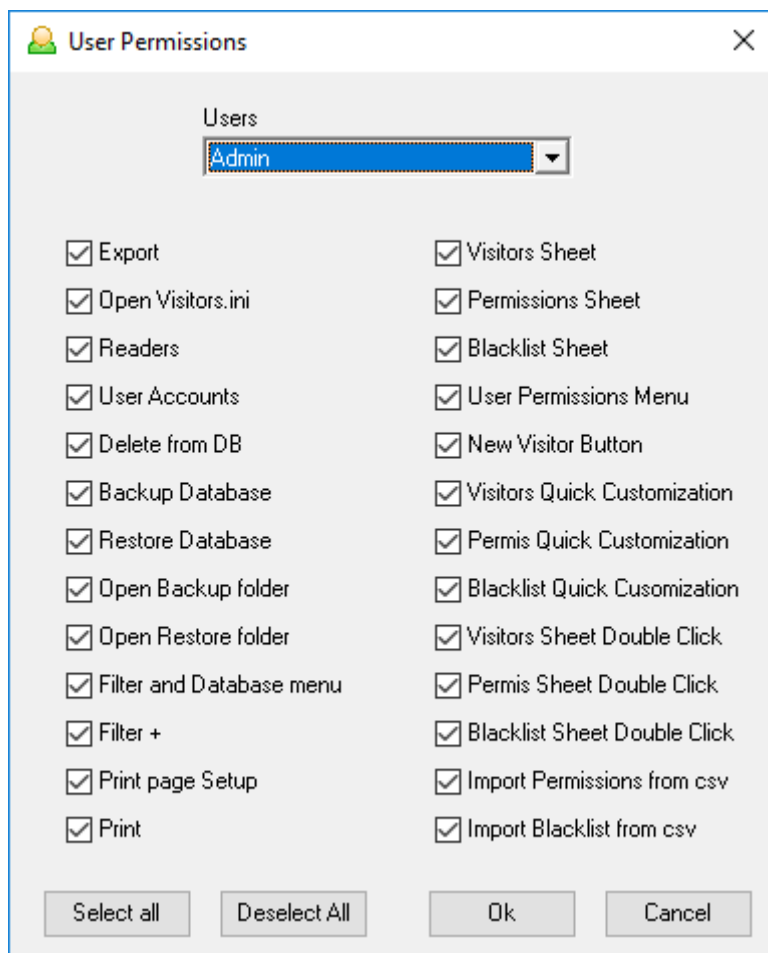 User Permissions
Users
Admin
Export
Open Visitors.ini
Readers
User Accounts
Delete from DB
Backup Database
Restore Database
Open Backup folder
Open Restore folder
Filter and Database menu
Filter +
Print page Setup
Print
Visitors Sheet
Permissions Sheet
Blacklist Sheet
User Permissions Menu
New Visitor Button
Visitors Quick Customization
Permis Quick Customization
Blacklist Quick Cusomization
Visitors Sheet Double Click
Permis Sheet Double Click
Blacklist Sheet Double Click
Import Permissions from csv
Import Blacklist from csv
Select all
Deselect All
Ok
Cancel